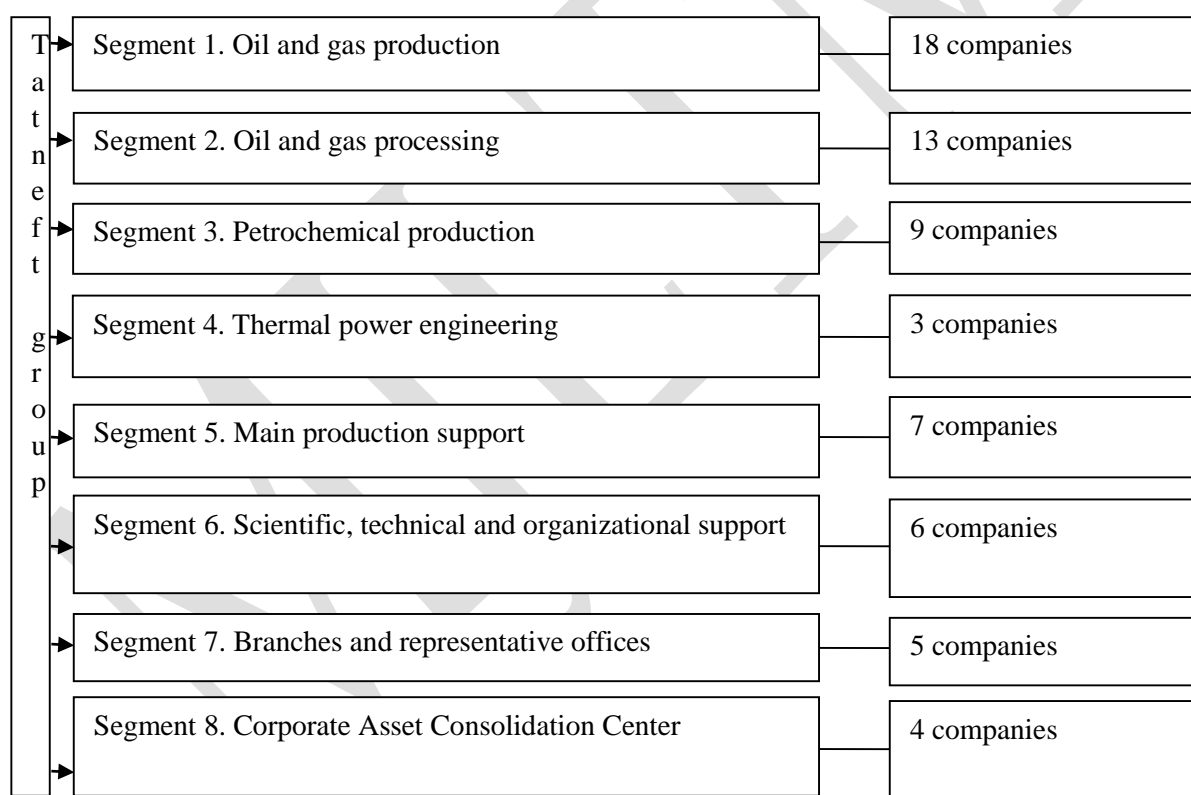 Tatneft group
Segment 1. Oil and gas production
18 companies
Segment 2. Oil and gas processing
13 companies
Segment 3. Petrochemical production
9 companies
Segment 4. Thermal power engineering
3 companies
Segment 5. Main production support
7 companies
Segment 6. Scientific, technical and organizational support
6 companies
Segment 7. Branches and representative offices
5 companies
Segment 8. Corporate Asset Consolidation Center
4 companies